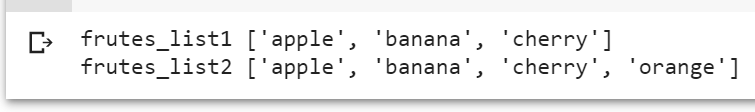 frutes_list1 ['apple', 'banana', 'cherry']
frutes_list2 ['apple', 'banana', 'cherry', 'orange']